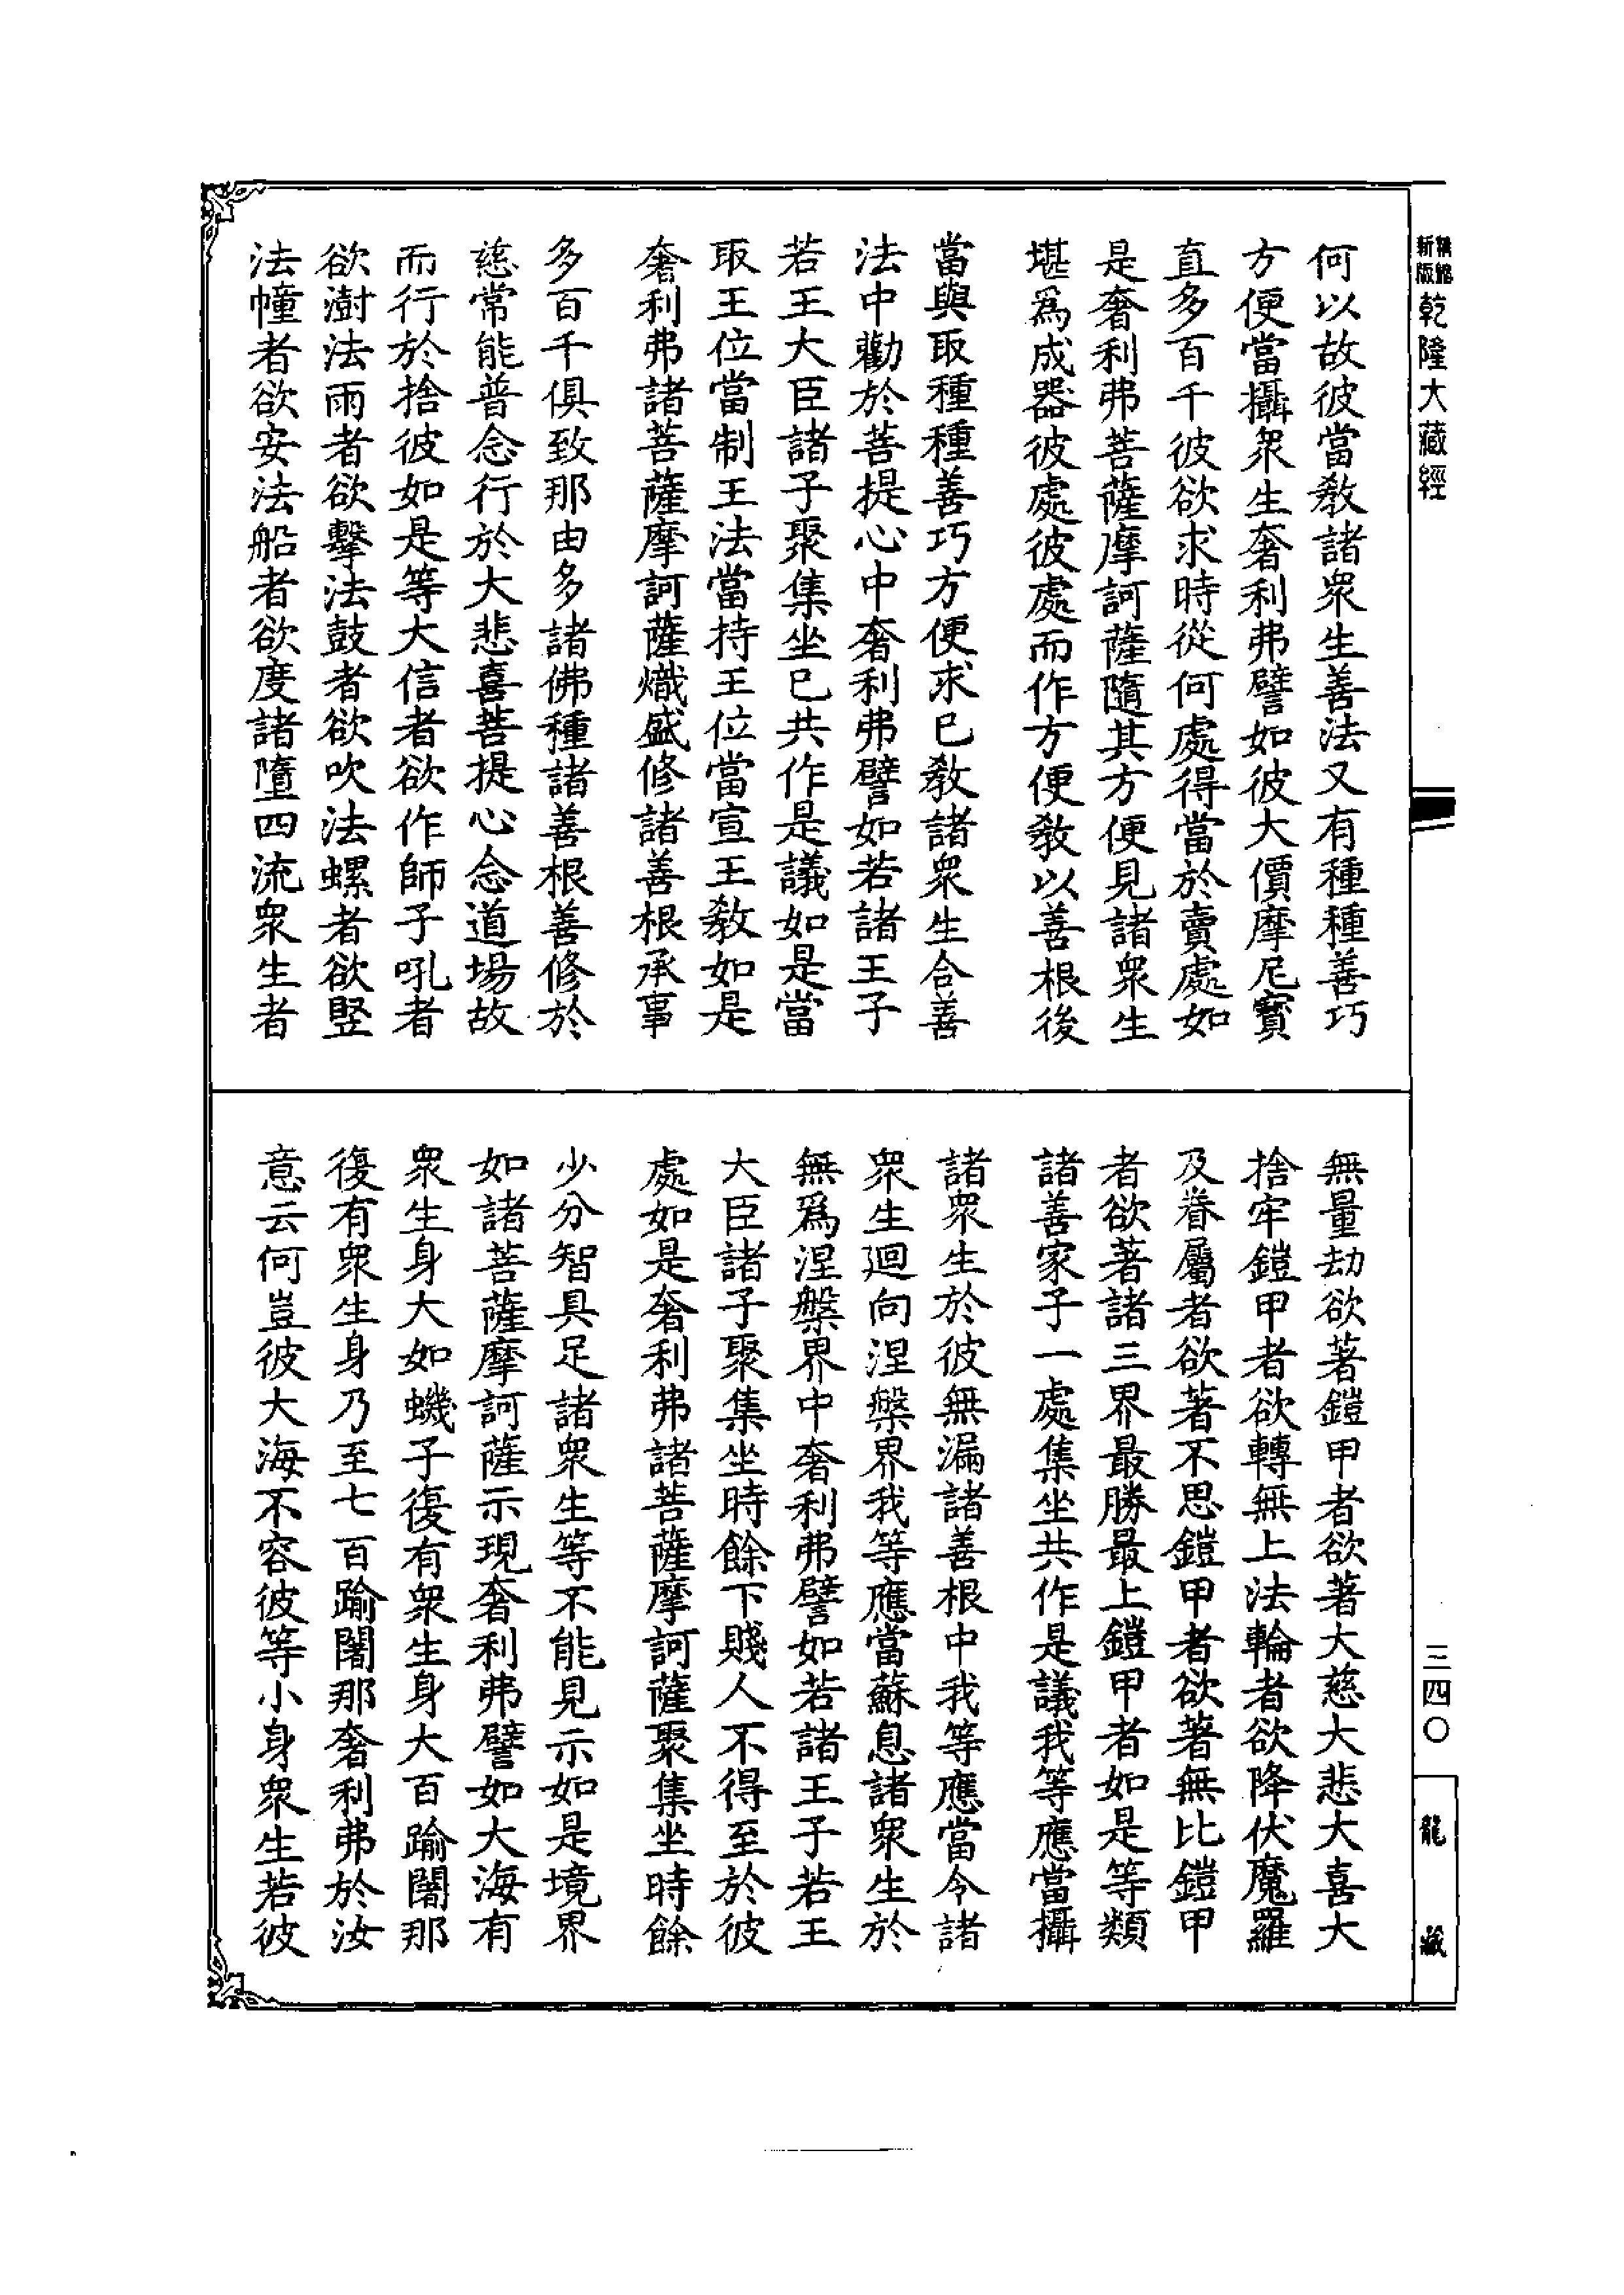 新版
精縮
乾隆大藏經
何以故彼當教諸衆生善法又有種種善巧
方便當攝衆生奢利弗譬如彼大價摩尼寳
直多百千彼欲求時從何處得當於賣處如
是奢利弗菩薩摩訶薩隨其方便見諸衆生
堪爲成器彼處彼處而作方便教以善根後
當與取種種善巧方便求已教諸衆生合善
法中勸於菩提心中奢利弗譬如若諸王子
若王大臣諸子聚集坐已共作是議如是當
取王位當制王法當持王位當宣王教如是
奢利弗諸菩薩摩訶薩熾盛修諸善根承事
多百千俱致那由多諸佛種諸善根善修於
慈常能普念行於大悲喜菩提心念道場故
而行於捨彼如是等大信者欲作師子吼者
欲澍法雨者欲擊法鼓者欲吹法螺者欲竪
法幢者欲安法船者欲度諸墮四流衆生者
無量劫欲著鎧甲者欲著大慈大悲大喜大
捨牢鎧甲者欲轉無上法輪者欲降伏魔羅
及眷屬者欲著不思鎧甲者欲著無比鎧甲
者欲著諸三界最勝最上鎧甲者如是等類
諸善家子一處集坐共作是議我等應當攝
諸衆生於彼無漏諸善根中我等應當令諸
衆生迴向涅槃界我等應當蘇息諸衆生於
無爲涅槃界中奢利弗譬如若諸王子若王
大臣諸子聚集坐時餘下賤人不得至於彼
處如是奢利弗諸菩薩摩訶薩聚集坐時餘
少分智具足諸衆生等不能見示如是境界
如諸菩薩摩訶薩示現奢利弗譬如大海有
衆生身大如蟣子復有衆生身大百踰闍那
復有衆生身乃至七百踰闍那奢利弗於汝
意云何豈彼大海不容彼等小身衆生若彼
三四〇
龍藏